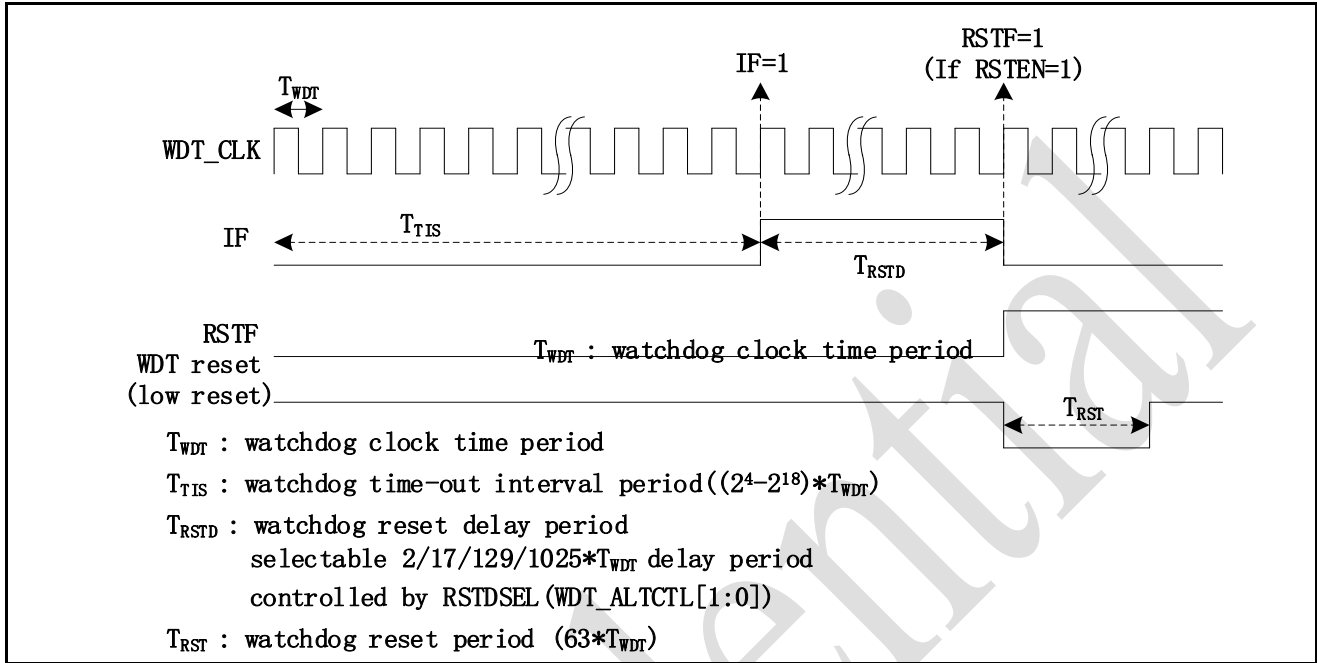 RSTF=1
IF=1
(If RSTEN=1)
TWDT
WDT_CLK
IF
TTIS
TRSTD
RSTF
TWDT : watchdog clock time period
WDT reset
(low reset)
TRST
TWDT : watchdog clock time period
TTIS : watchdog time-out interval period((2⁴-2¹⁸)*TWDT)
TRSTD : watchdog reset delay period
selectable 2/17/129/1025*TWDT delay period
controlled by RSTDSEL(WDT_ALTCTL[1:0])
TRST : watchdog reset period (63*TWDT)
ential